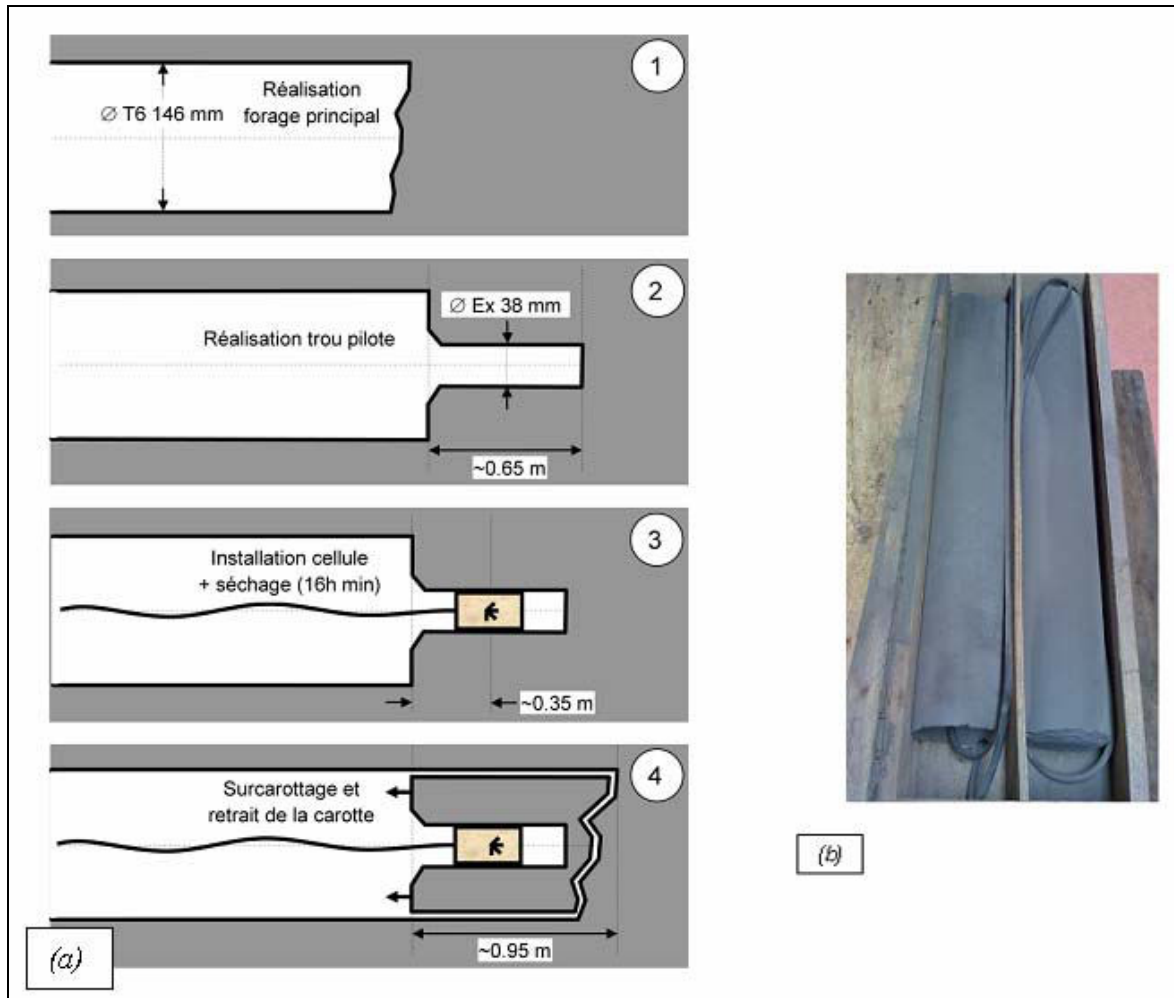 1
Réalisation
forage principal
∅ T6 146 mm
2
∅ Ex 38 mm
Réalisation trou pilote
~0.65 m
3
Installation cellule
+ séchage (16h min)
~0.35 m
4
Surcarottage et
retrait de la carotte
~0.95 m
(a)
(b)